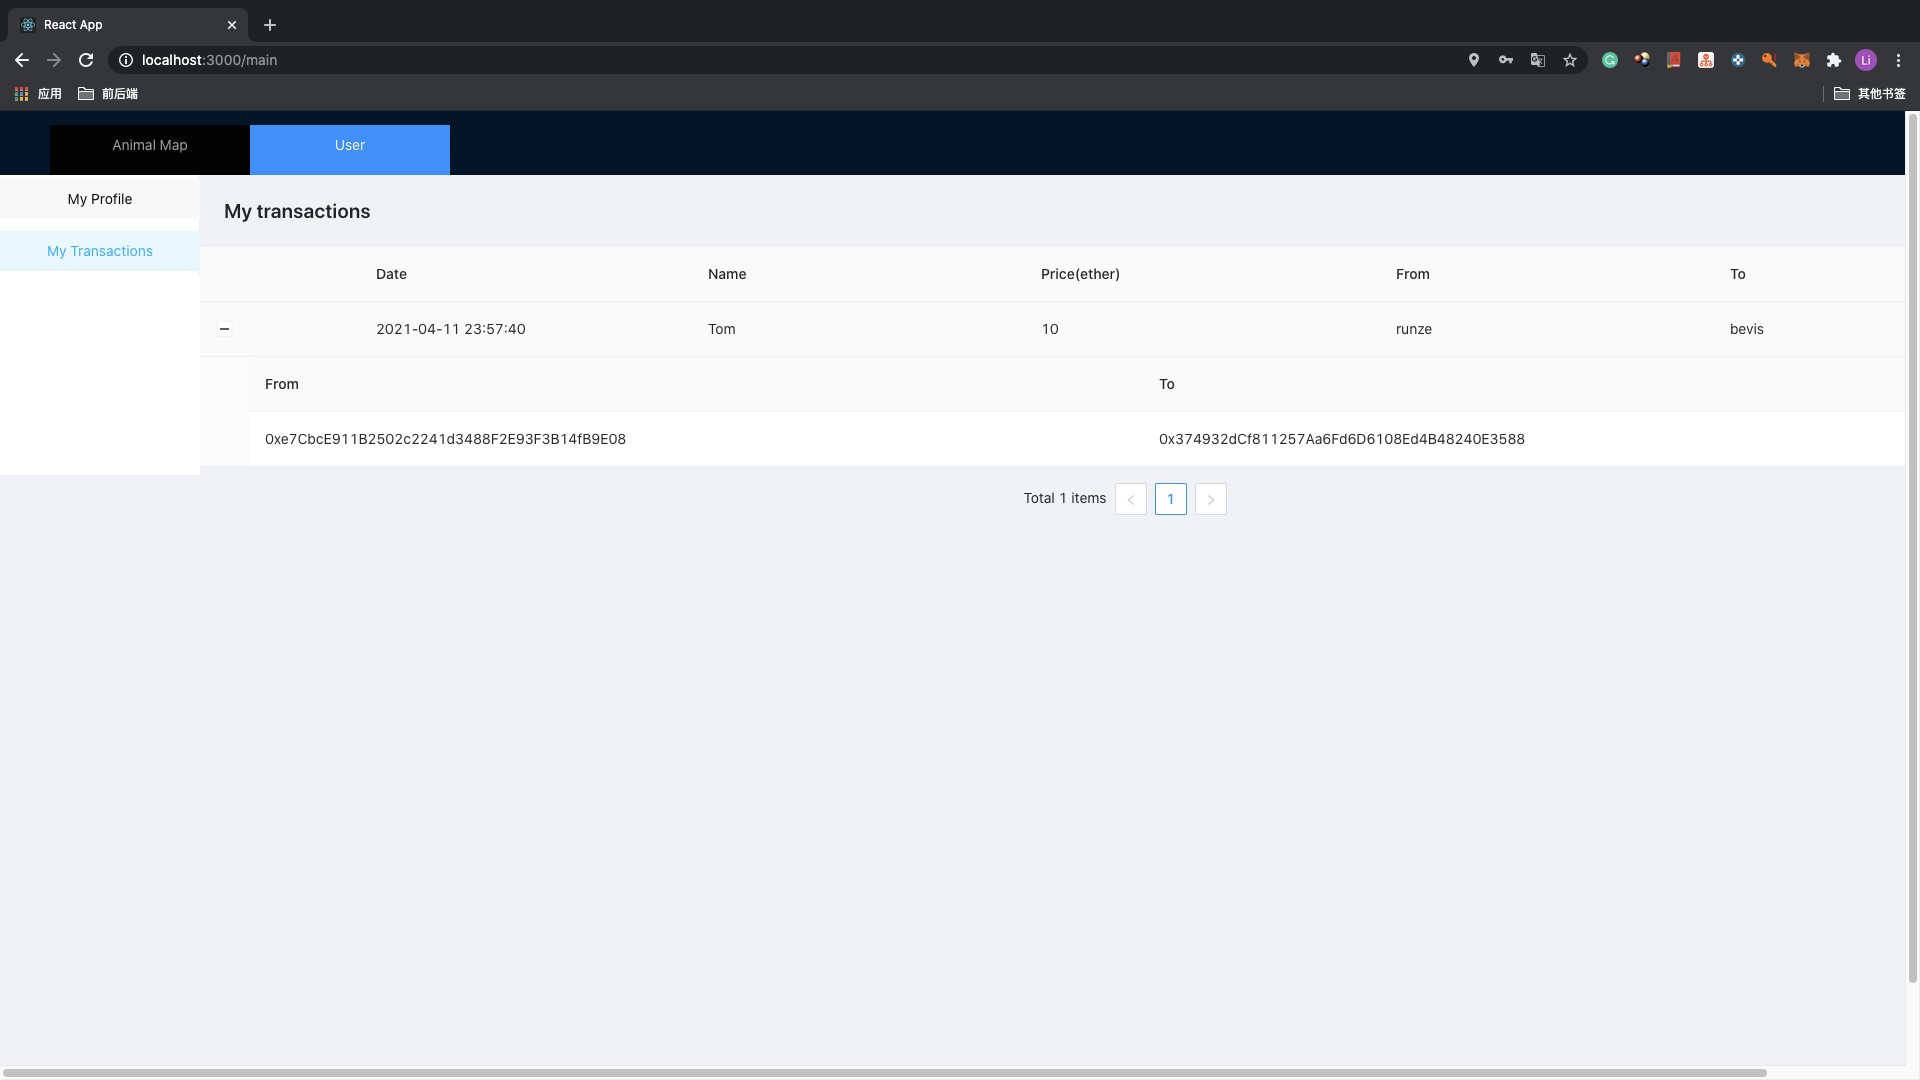 React App
localhost:3000/main
Li
应用 前后端 其他书签
Animal Map User
My Profile
My Transactions
My transactions
Date Name Price(ether) From To
2021-04-11 23:57:40 Tom 10 runze bevis
From To
0xe7CbcE911B2502c2241d3488F2E93F3B14fB9E08 0x374932dCf811257Aa6Fd6D6108Ed4B48240E3588
Total 1 items < 1 >